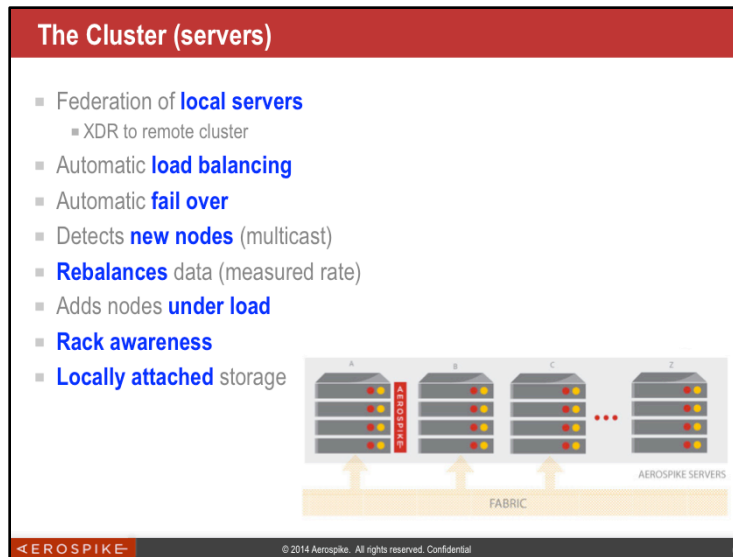 The Cluster (servers)
Federation of local servers
XDR to remote cluster
Automatic load balancing
Automatic fail over
Detects new nodes (multicast)
Rebalances data (measured rate)
Adds nodes under load
Rack awareness
Locally attached storage
A
B
C
Z
AEROSPIKE
AEROSPIKE SERVERS
FABRIC
AEROSPIKE
© 2014 Aerospike. All rights reserved. Confidential